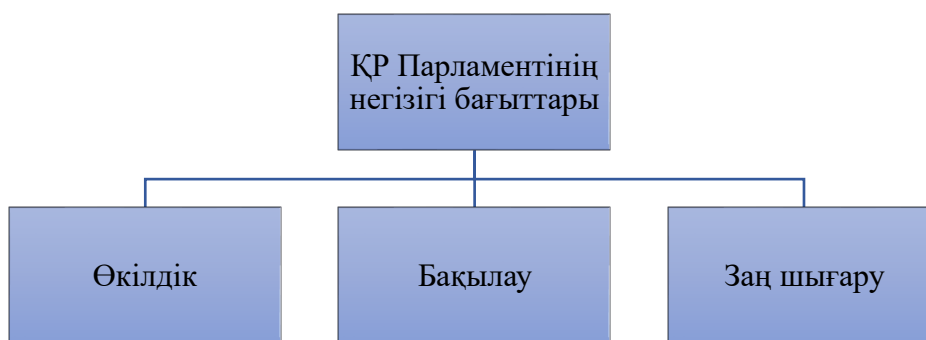 ҚР Парламентінің
негізігі бағыттары
Өкілдік
Бақылау
Заң шығару